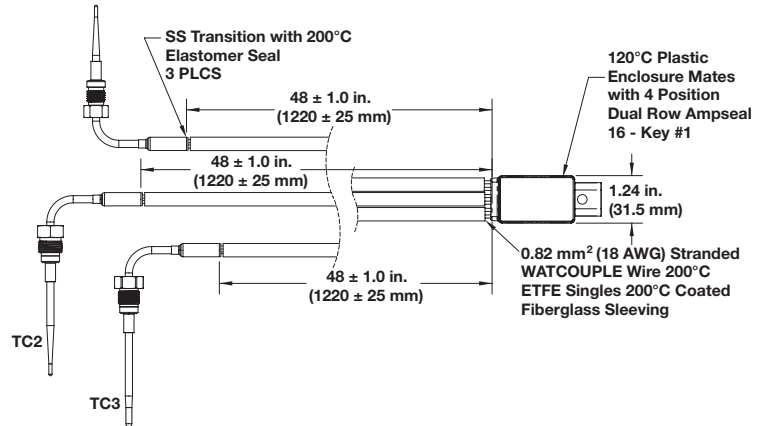 SS Transition with 200°C
Elastomer Seal
3 PLCS
120°C Plastic
Enclosure Mates
with 4 Position
Dual Row Ampseal
16 - Key #1
48 ± 1.0 in.
(1220 ± 25 mm)
48 ± 1.0 in.
(1220 ± 25 mm)
1.24 in.
(31.5 mm)
0.82 mm² (18 AWG) Stranded
WATCOUPLE Wire 200°C
ETFE Singles 200°C Coated
Fiberglass Sleeving
48 ± 1.0 in.
(1220 ± 25 mm)
TC2
TC3